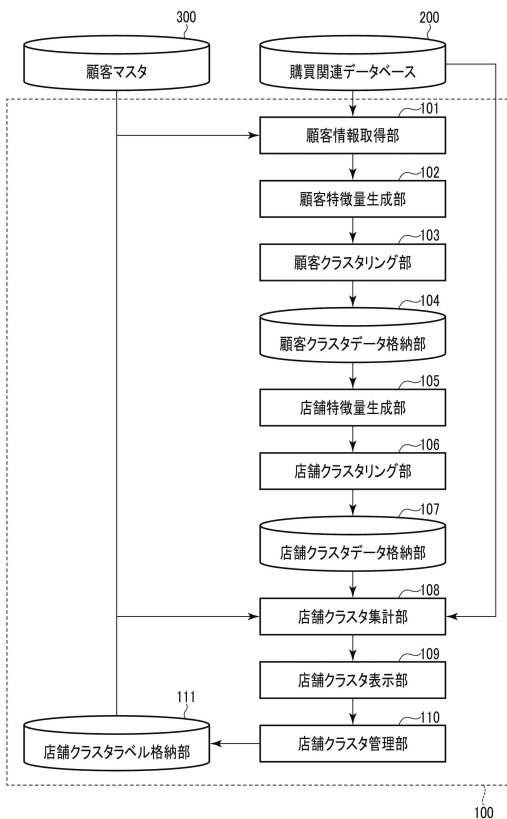 300
顧客マスタ
200
購買関連データベース
101
顧客情報取得部
102
顧客特徴量生成部
103
顧客クラスタリング部
104
顧客クラスタデータ格納部
105
店舗特徴量生成部
106
店舗クラスタリング部
107
店舗クラスタデータ格納部
108
店舗クラスタ集計部
109
店舗クラスタ表示部
110
店舗クラスタ管理部
111
店舗クラスタラベル格納部
100